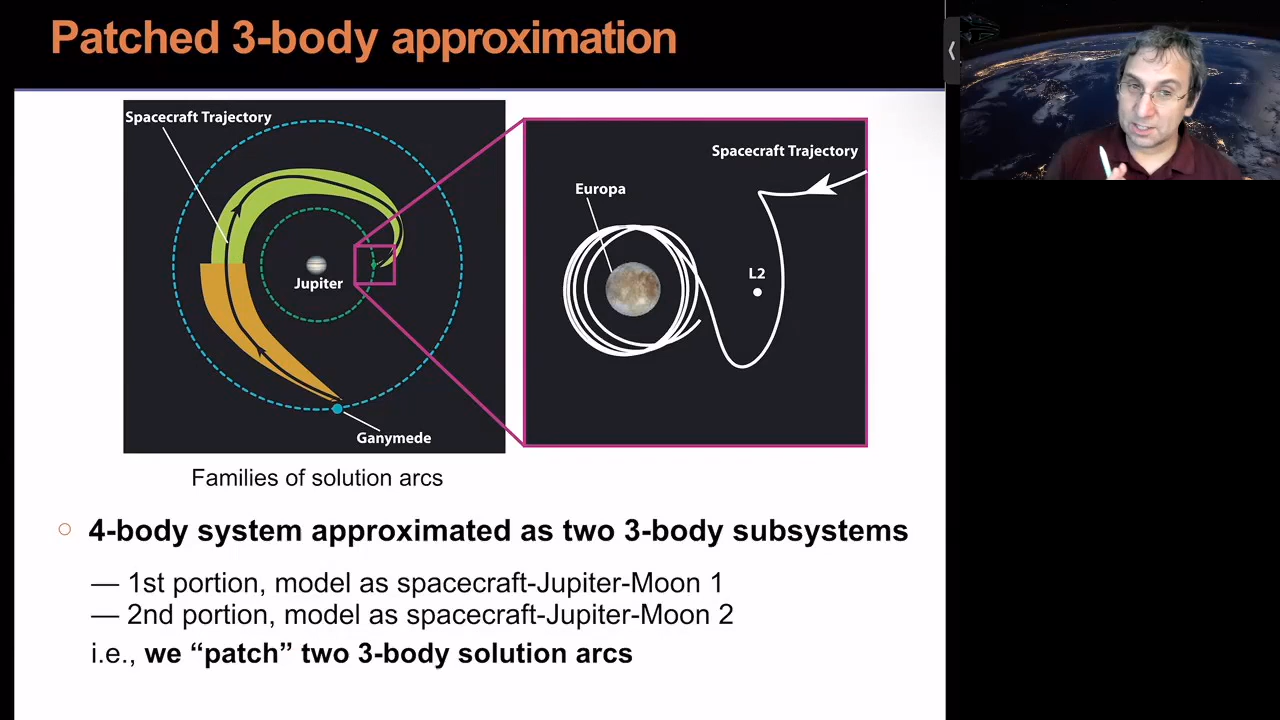 Patched 3-body approximation
Spacecraft Trajectory
Jupiter
Ganymede
Spacecraft Trajectory
Europa
L2
Families of solution arcs
4-body system approximated as two 3-body subsystems
— 1st portion, model as spacecraft-Jupiter-Moon 1
— 2nd portion, model as spacecraft-Jupiter-Moon 2
i.e., we “patch” two 3-body solution arcs